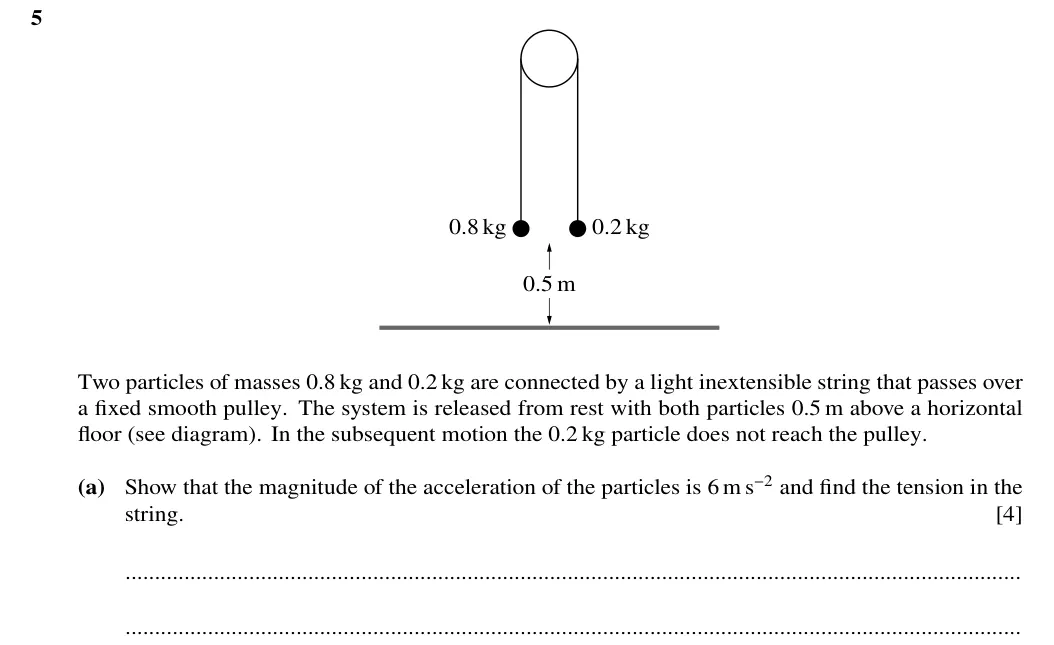 5
0.8 kg 0.2 kg
0.5 m
Two particles of masses 0.8 kg and 0.2 kg are connected by a light inextensible string that passes over
a fixed smooth pulley. The system is released from rest with both particles 0.5 m above a horizontal
floor (see diagram). In the subsequent motion the 0.2 kg particle does not reach the pulley.
(a) Show that the magnitude of the acceleration of the particles is 6 m s⁻² and find the tension in the
string. [4]